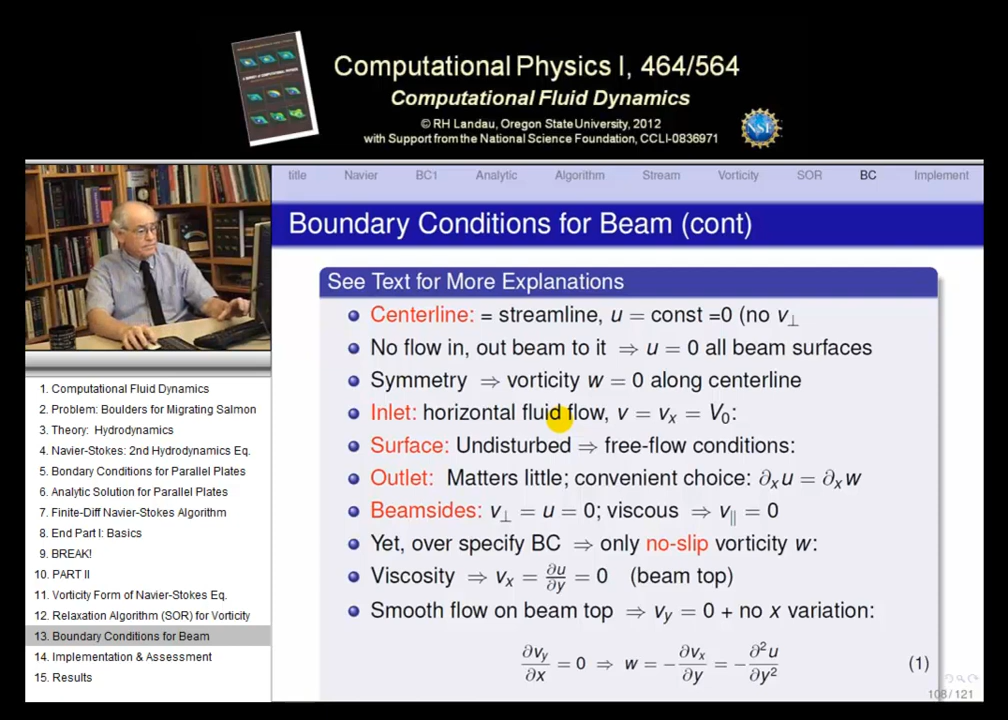 Computational Physics I, 464/564
Computational Fluid Dynamics
© RH Landau, Oregon State University, 2012
with Support from the National Science Foundation, CCLI-0836971
NSF
title Navier BC1 Analytic Algorithm Stream Vorticity SOR BC Implement
Boundary Conditions for Beam (cont)
See Text for More Explanations
Centerline: = streamline, u = const =0 (no v⊥
No flow in, out beam to it ⇒ u = 0 all beam surfaces
Symmetry ⇒ vorticity w = 0 along centerline
Inlet: horizontal fluid flow, v = vₓ = V₀:
Surface: Undisturbed ⇒ free-flow conditions:
Outlet: Matters little; convenient choice: ∂ₓu = ∂ₓw
Beamsides: v⊥ = u = 0; viscous ⇒ v∥ = 0
Yet, over specify BC ⇒ only no-slip vorticity w:
Viscosity ⇒ vₓ = ∂u/∂y = 0 (beam top)
Smooth flow on beam top ⇒ v_y = 0 + no x variation:
∂v_y/∂x = 0 ⇒ w = −∂vₓ/∂y = −∂²u/∂y² (1)
108 / 121
1. Computational Fluid Dynamics
2. Problem: Boulders for Migrating Salmon
3. Theory: Hydrodynamics
4. Navier-Stokes: 2nd Hydrodynamics Eq.
5. Bondary Conditions for Parallel Plates
6. Analytic Solution for Parallel Plates
7. Finite-Diff Navier-Stokes Algorithm
8. End Part I: Basics
9. BREAK!
10. PART II
11. Vorticity Form of Navier-Stokes Eq.
12. Relaxation Algorithm (SOR) for Vorticity
13. Boundary Conditions for Beam
14. Implementation & Assessment
15. Results